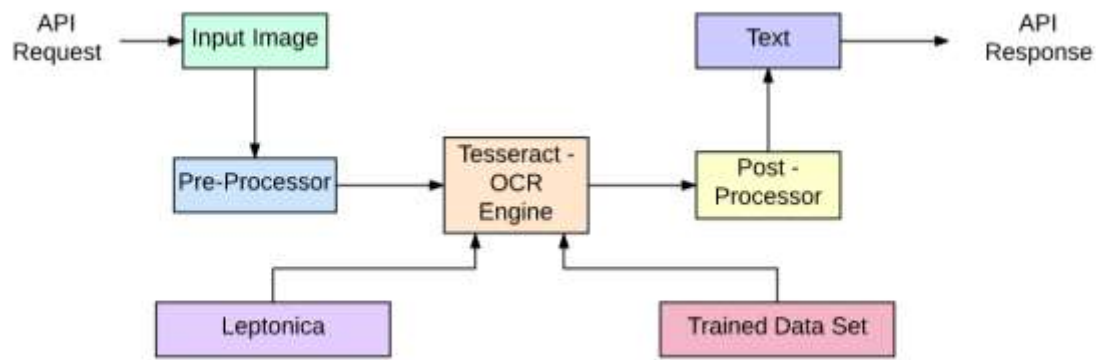 API
Request
Input Image
Text
API
Response
Pre-Processor
Tesseract -
OCR
Engine
Post -
Processor
Leptonica
Trained Data Set